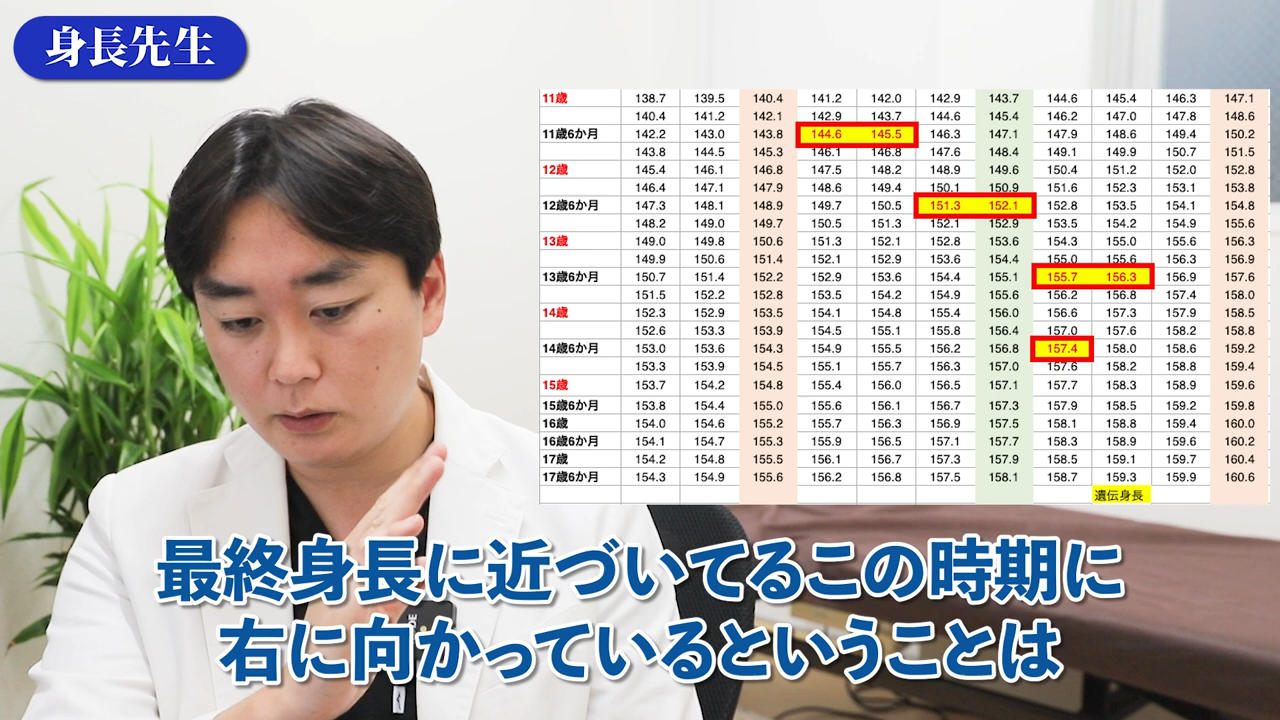 身長先生
11歳 138.7 139.5 140.4 141.2 142.0 142.9 143.7 144.6 145.4 146.3 147.1
140.4 141.2 142.1 142.9 143.7 144.6 145.4 146.2 147.0 147.8 148.6
11歳6か月 142.2 143.0 143.8 144.6 145.5 146.3 147.1 147.9 148.6 149.4 150.2
143.8 144.5 145.3 146.1 146.8 147.6 148.4 149.1 149.9 150.7 151.5
12歳 145.4 146.1 146.8 147.5 148.2 148.9 149.6 150.4 151.2 152.0 152.8
146.4 147.1 147.9 148.6 149.4 150.1 150.9 151.6 152.3 153.1 153.8
12歳6か月 147.3 148.1 148.9 149.7 150.5 151.3 152.1 152.8 153.5 154.1 154.8
148.2 149.0 149.7 150.5 151.3 152.1 152.9 153.5 154.2 154.9 155.6
13歳 149.0 149.8 150.6 151.3 152.1 152.8 153.6 154.3 155.0 155.6 156.3
149.9 150.6 151.4 152.1 152.9 153.6 154.4 155.0 155.6 156.3 156.9
13歳6か月 150.7 151.4 152.2 152.9 153.6 154.4 155.1 155.7 156.3 156.9 157.6
151.5 152.2 152.8 153.5 154.2 154.9 155.6 156.2 156.8 157.4 158.0
14歳 152.3 152.9 153.5 154.1 154.8 155.4 156.0 156.6 157.3 157.9 158.5
152.6 153.3 153.9 154.5 155.1 155.8 156.4 157.0 157.6 158.2 158.8
14歳6か月 153.0 153.6 154.3 154.9 155.5 156.2 156.8 157.4 158.0 158.6 159.2
153.3 153.9 154.5 155.1 155.7 156.3 157.0 157.6 158.2 158.8 159.4
15歳 153.7 154.2 154.8 155.4 156.0 156.5 157.1 157.7 158.3 158.9 159.6
15歳6か月 153.8 154.4 155.0 155.6 156.1 156.7 157.3 157.9 158.5 159.2 159.8
16歳 154.0 154.6 155.2 155.7 156.3 156.9 157.5 158.1 158.8 159.4 160.0
16歳6か月 154.1 154.7 155.3 155.9 156.5 157.1 157.7 158.3 158.9 159.6 160.2
17歳 154.2 154.8 155.5 156.1 156.7 157.3 157.9 158.5 159.1 159.7 160.4
17歳6か月 154.3 154.9 155.6 156.2 156.8 157.5 158.1 158.7 159.3 159.9 160.6
遺伝身長
最終身長に近づいてるこの時期に
右に向かっているということは